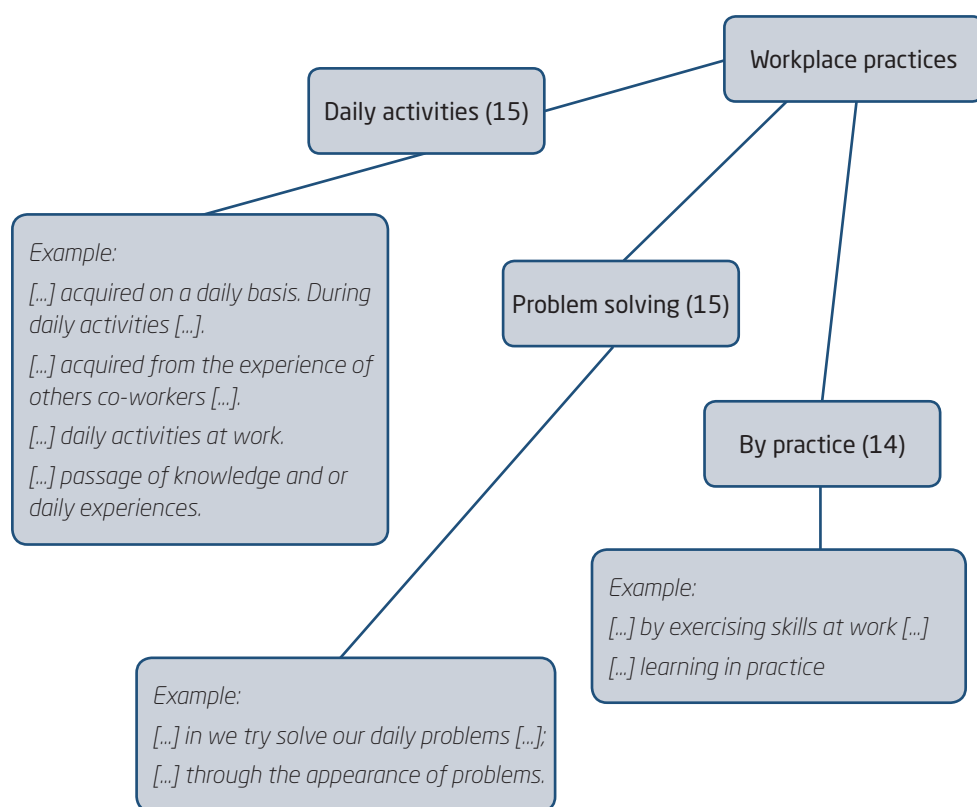 Workplace practices
Daily activities (15)
Example:
[...] acquired on a daily basis. During
daily activities [...].
[...] acquired from the experience of
others co-workers [...].
[...] daily activities at work.
[...] passage of knowledge and or
daily experiences.
Problem solving (15)
By practice (14)
Example:
[...] by exercising skills at work [...]
[...] learning in practice
Example:
[...] in we try solve our daily problems [...];
[...] through the appearance of problems.